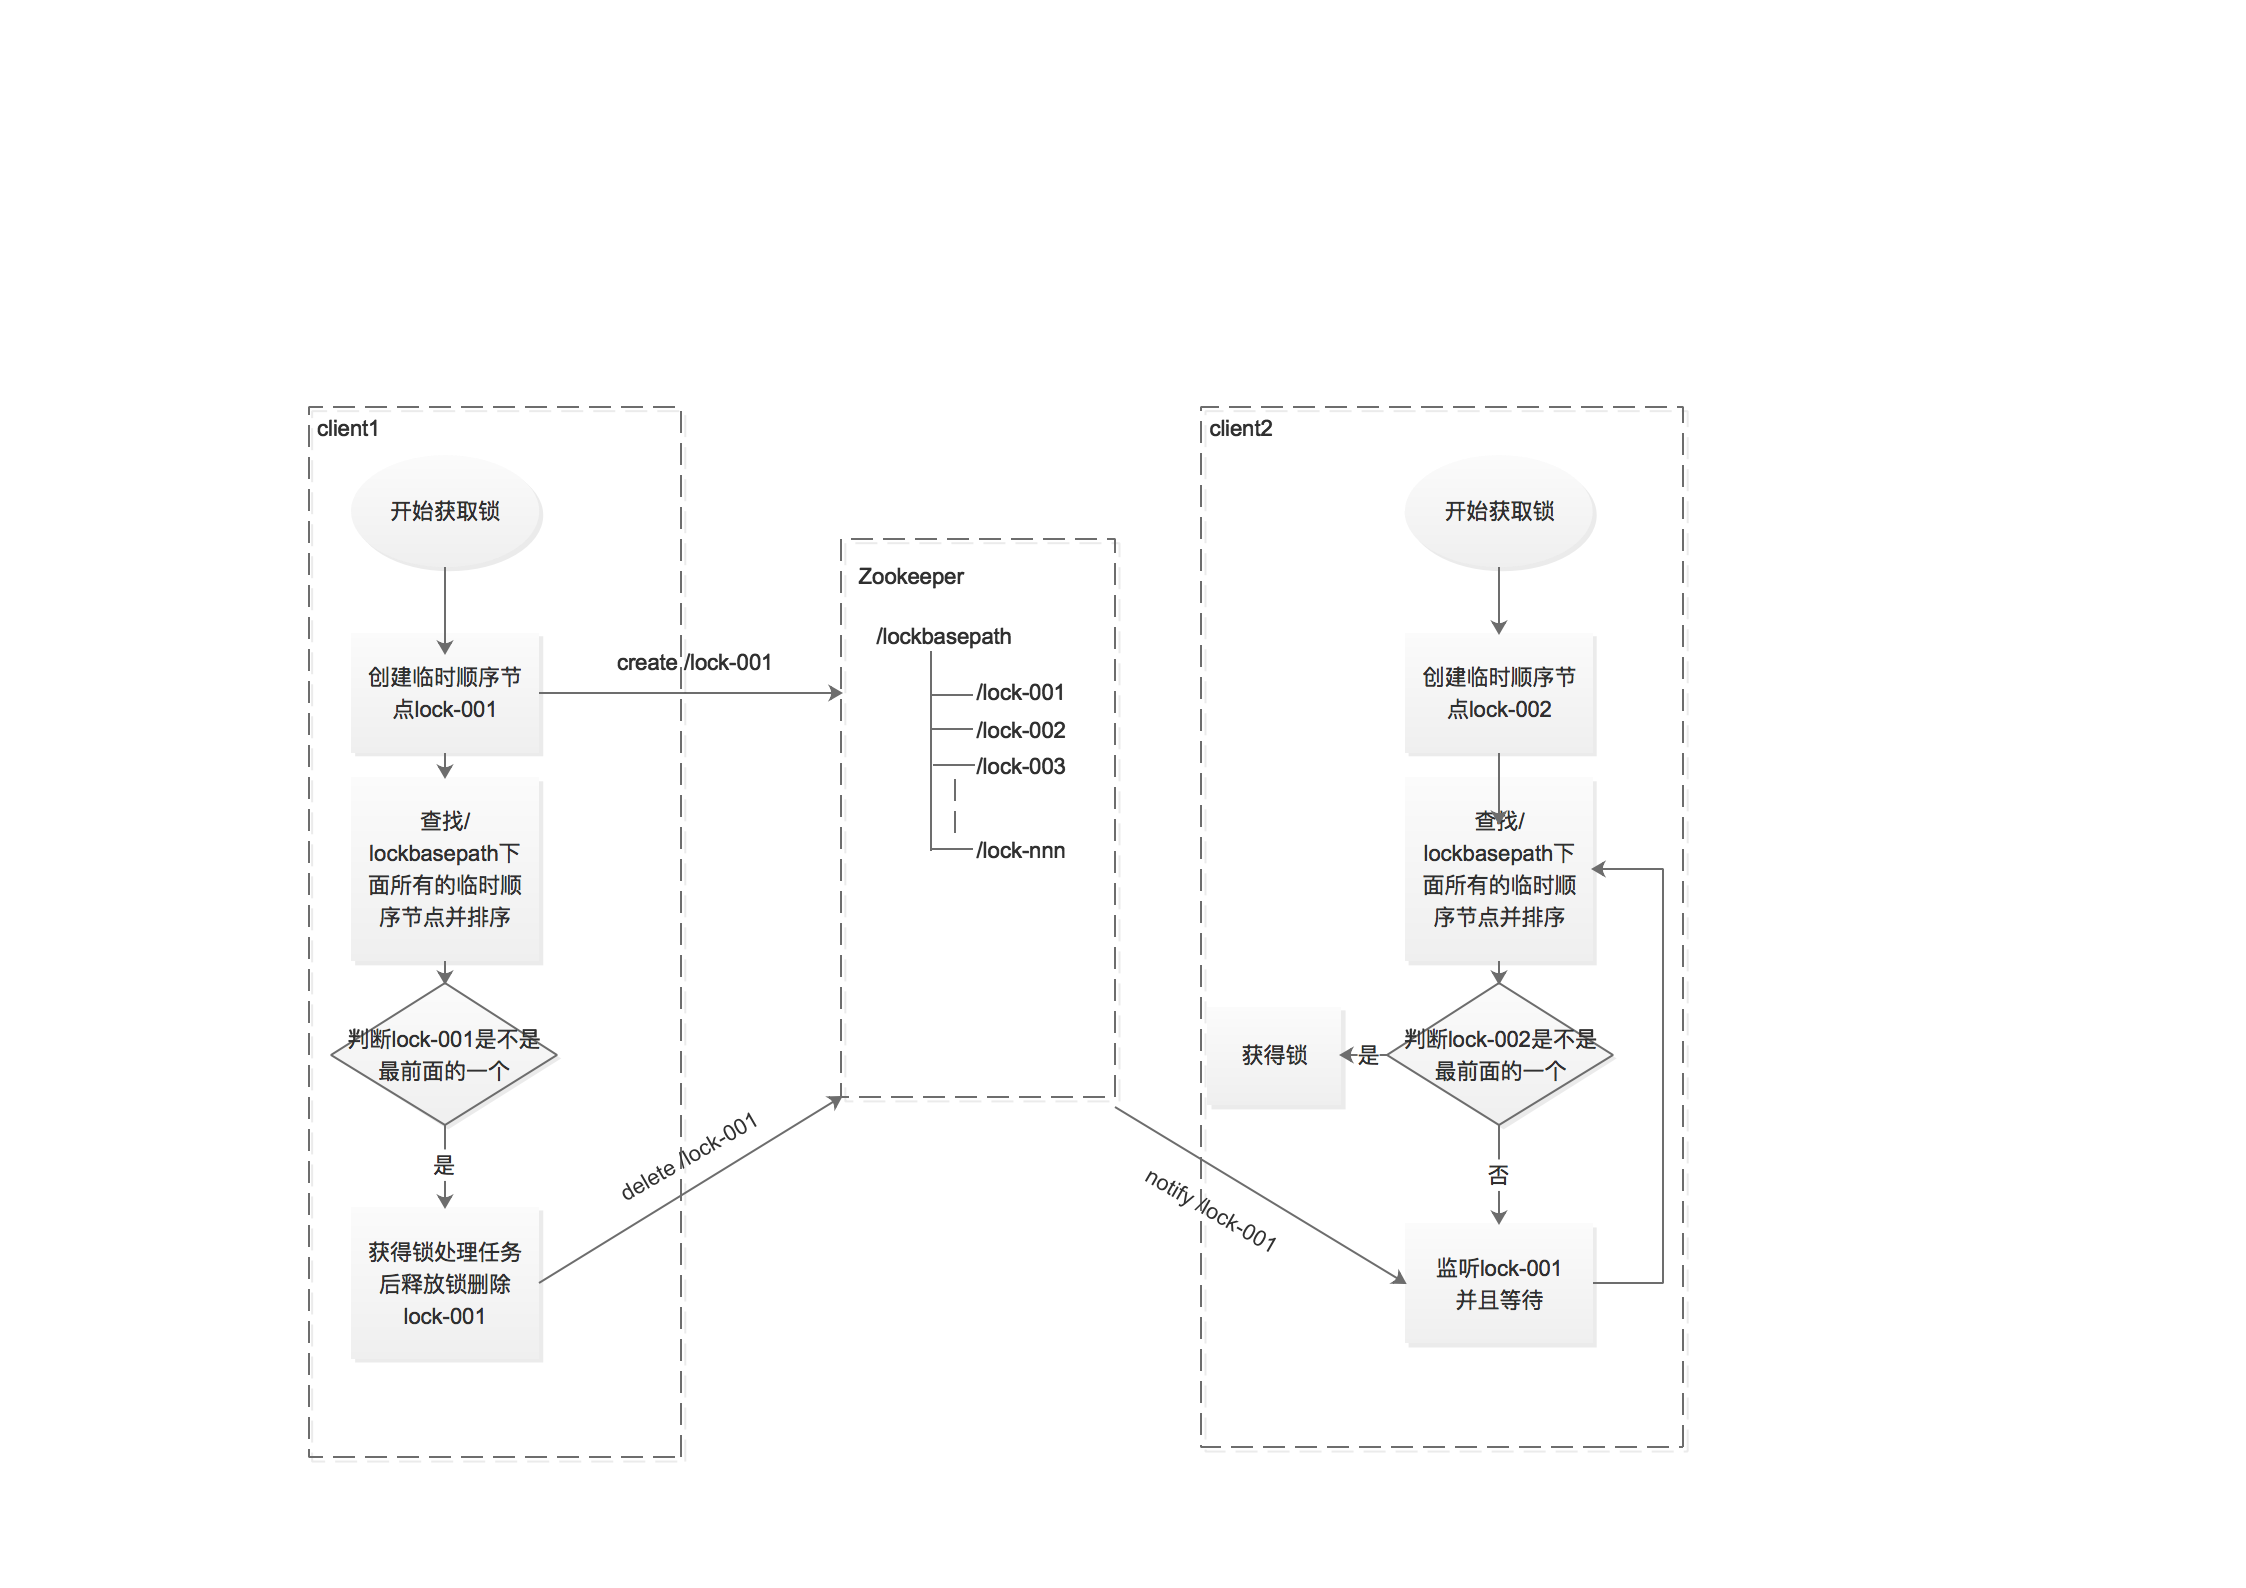 client1
开始获取锁
创建临时顺序节
点lock-001
查找/
lockbasepath下
面所有的临时顺
序节点并排序
判断lock-001是不是
最前面的一个
是
获得锁处理任务
后释放锁删除
lock-001
create /lock-001
delete /lock-001
Zookeeper
/lockbasepath
/lock-001
/lock-002
/lock-003
/lock-nnn
notify /lock-001
client2
开始获取锁
创建临时顺序节
点lock-002
查找/
lockbasepath下
面所有的临时顺
序节点并排序
判断lock-002是不是
最前面的一个
是
获得锁
否
监听lock-001
并且等待